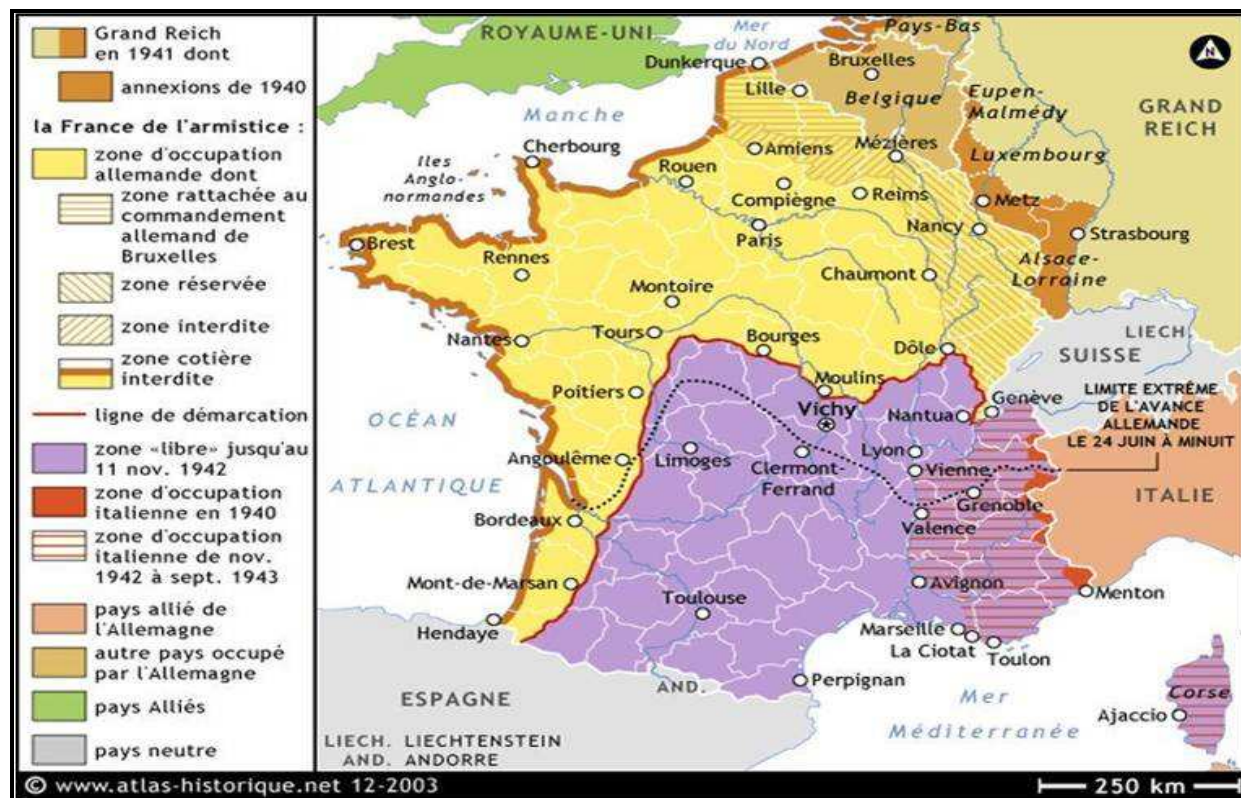 Grand Reich
en 1941 dont
annexions de 1940
la France de l'armistice :
zone d'occupation
allemande dont
zone rattachée au
commandement
allemand de
Bruxelles
zone réservée
zone interdite
zone cotière
interdite
ligne de démarcation
zone «libre» jusqu'au
11 nov. 1942
zone d'occupation
italienne en 1940
zone d'occupation
italienne de nov.
1942 à sept. 1943
pays allié de
l'Allemagne
autre pays occupé
par l'Allemagne
pays Alliés
pays neutre
ROYAUME-UNI
Mer
du Nord
Pays-Bas
N
Dunkerque
Bruxelles
Lille
Belgique
Eupen-
Malmédy
GRAND
REICH
Manche
Cherbourg
Iles
Anglo-
normandes
Rouen
Amiens
Mézières
Luxembourg
Compiègne
Reims
Metz
Brest
Rennes
Paris
Nancy
Strasbourg
Chaumont
Alsace-
Lorraine
Montoire
Nantes
Tours
Bourges
Dôle
LIECH.
SUISSE
Poitiers
Moulins
Vichy
Nantua
Genève
LIMITE EXTRÊME
DE L'AVANCE
ALLEMANDE
LE 24 JUIN À MINUIT
OCÉAN
ATLANTIQUE
Angoulême
Limoges
Clermont-
Ferrand
Lyon
Vienne
Grenoble
ITALIE
Bordeaux
Valence
Mont-de-Marsan
Toulouse
Avignon
Menton
Hendaye
Marseille
La Ciotat
Toulon
AND.
Perpignan
ESPAGNE
Mer
Méditerranée
Corse
Ajaccio
LIECH. LIECHTENSTEIN
AND. ANDORRE
© www.atlas-historique.net 12-2003
250 km